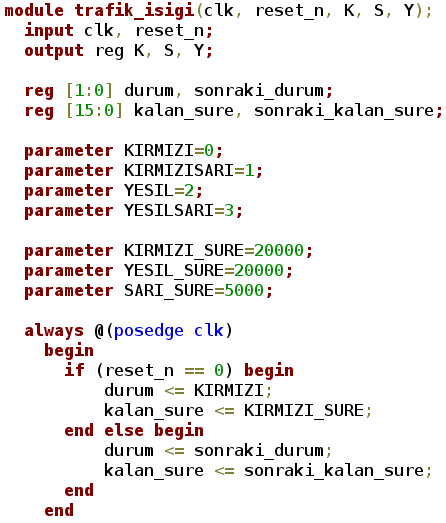 module trafik_isigi(clk, reset_n, K, S, Y);
  input clk, reset_n;
  output reg K, S, Y;

  reg [1:0] durum, sonraki_durum;
  reg [15:0] kalan_sure, sonraki_kalan_sure;

  parameter KIRMIZI=0;
  parameter KIRMIZISARI=1;
  parameter YESIL=2;
  parameter YESILSARI=3;

  parameter KIRMIZI_SURE=20000;
  parameter YESIL_SURE=20000;
  parameter SARI_SURE=5000;

  always @(posedge clk)
    begin
      if (reset_n == 0) begin
          durum <= KIRMIZI;
          kalan_sure <= KIRMIZI_SURE;
      end else begin
          durum <= sonraki_durum;
          kalan_sure <= sonraki_kalan_sure;
      end
    end